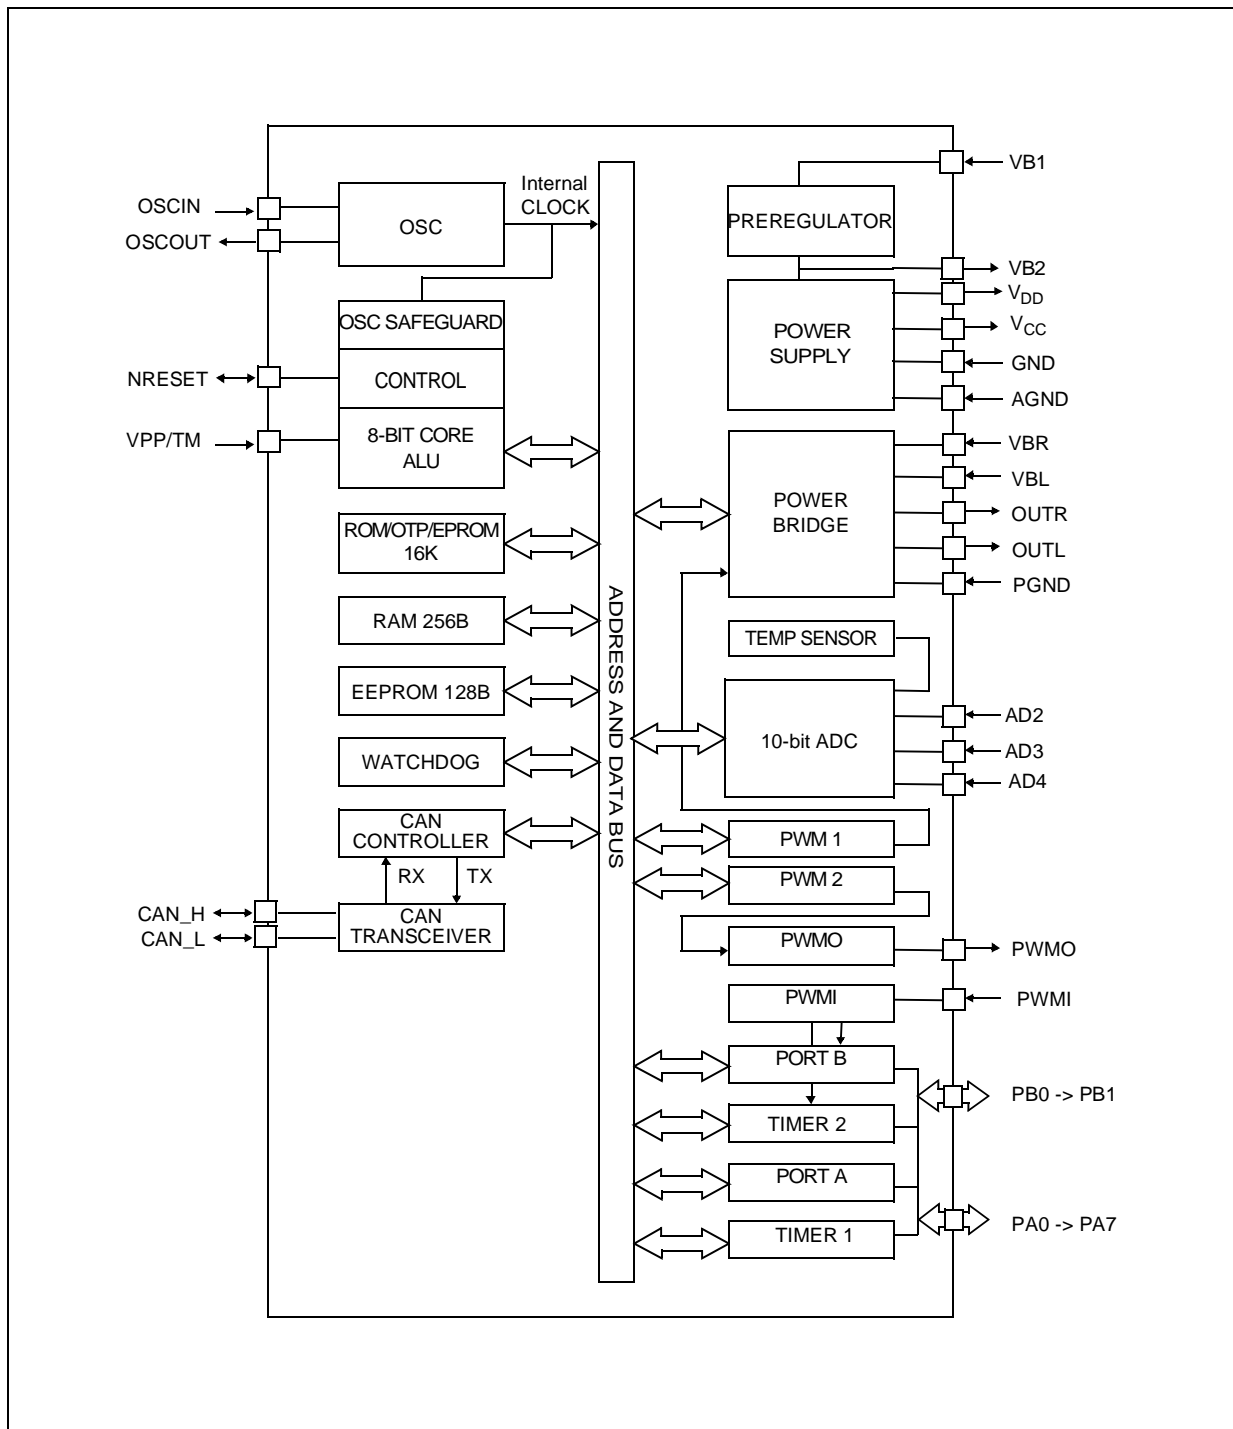 OSCIN
OSCOUT
OSC
Internal
CLOCK
OSC SAFEGUARD
NRESET
CONTROL
VPP/TM
8-BIT CORE
ALU
ROM/OTP/EPROM
16K
RAM 256B
EEPROM 128B
WATCHDOG
CAN
CONTROLLER
RX
TX
CAN_H
CAN_L
CAN
TRANSCEIVER
ADDRESS AND DATA BUS
VB1
PREREGULATOR
VB2
VDD
VCC
POWER
SUPPLY
GND
AGND
VBR
VBL
POWER
BRIDGE
OUTR
OUTL
PGND
TEMP SENSOR
10-bit ADC
AD2
AD3
AD4
PWM 1
PWM 2
PWMO
PWMO
PWMI
PWMI
PORT B
PB0 -> PB1
TIMER 2
PORT A
PA0 -> PA7
TIMER 1